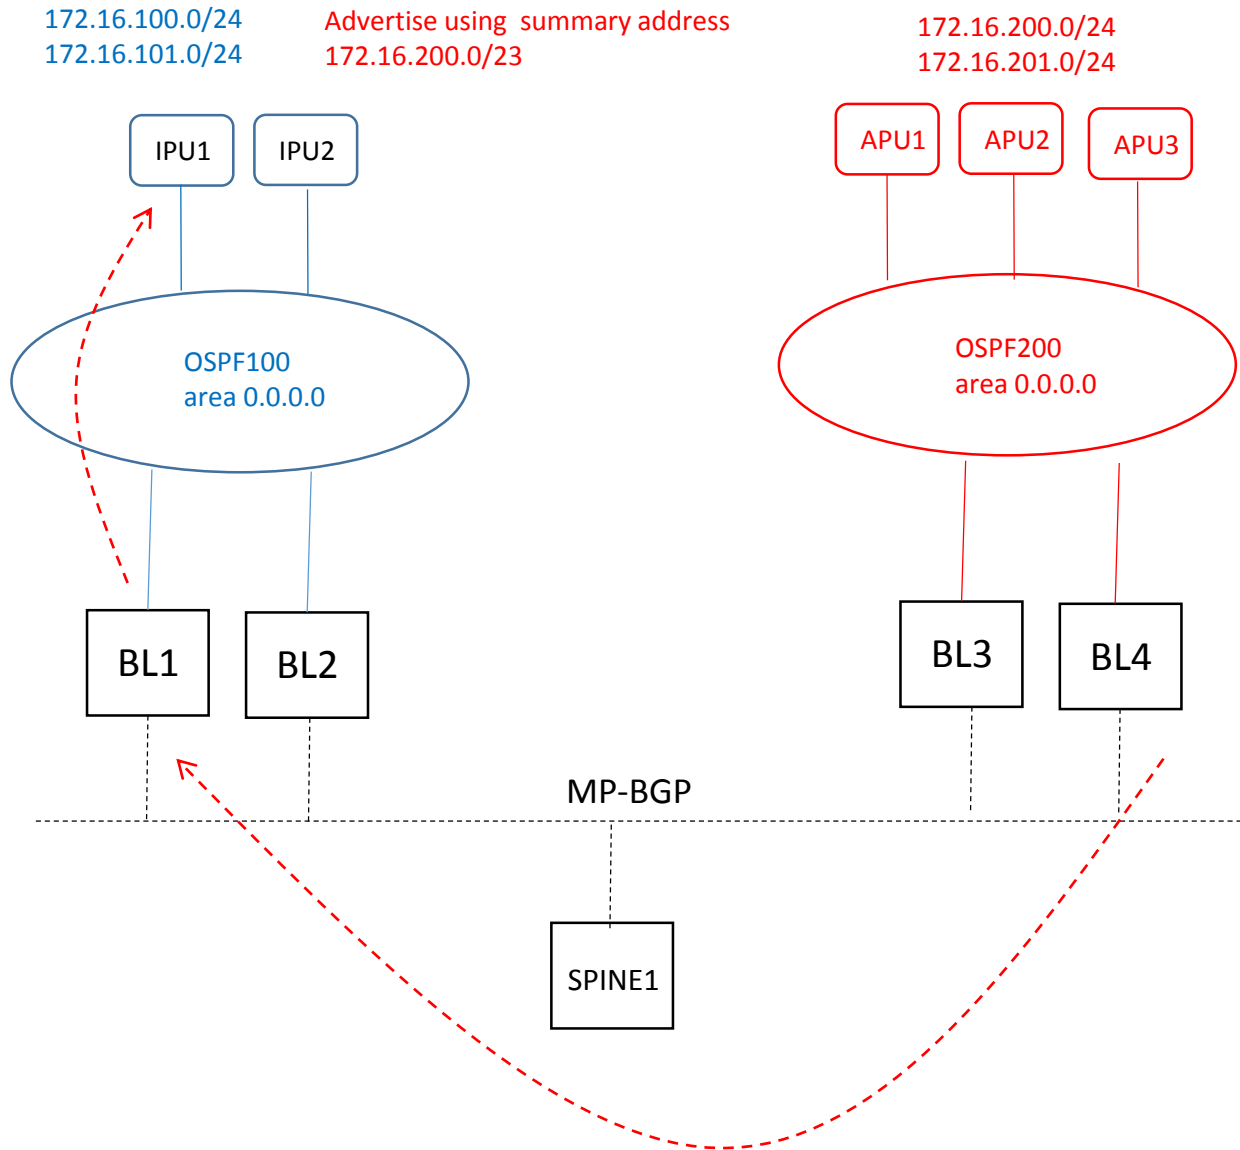 172.16.100.0/24
172.16.101.0/24
Advertise using summary address
172.16.200.0/23
172.16.200.0/24
172.16.201.0/24
IPU1
IPU2
APU1
APU2
APU3
OSPF100
area 0.0.0.0
OSPF200
area 0.0.0.0
BL1
BL2
BL3
BL4
MP-BGP
SPINE1